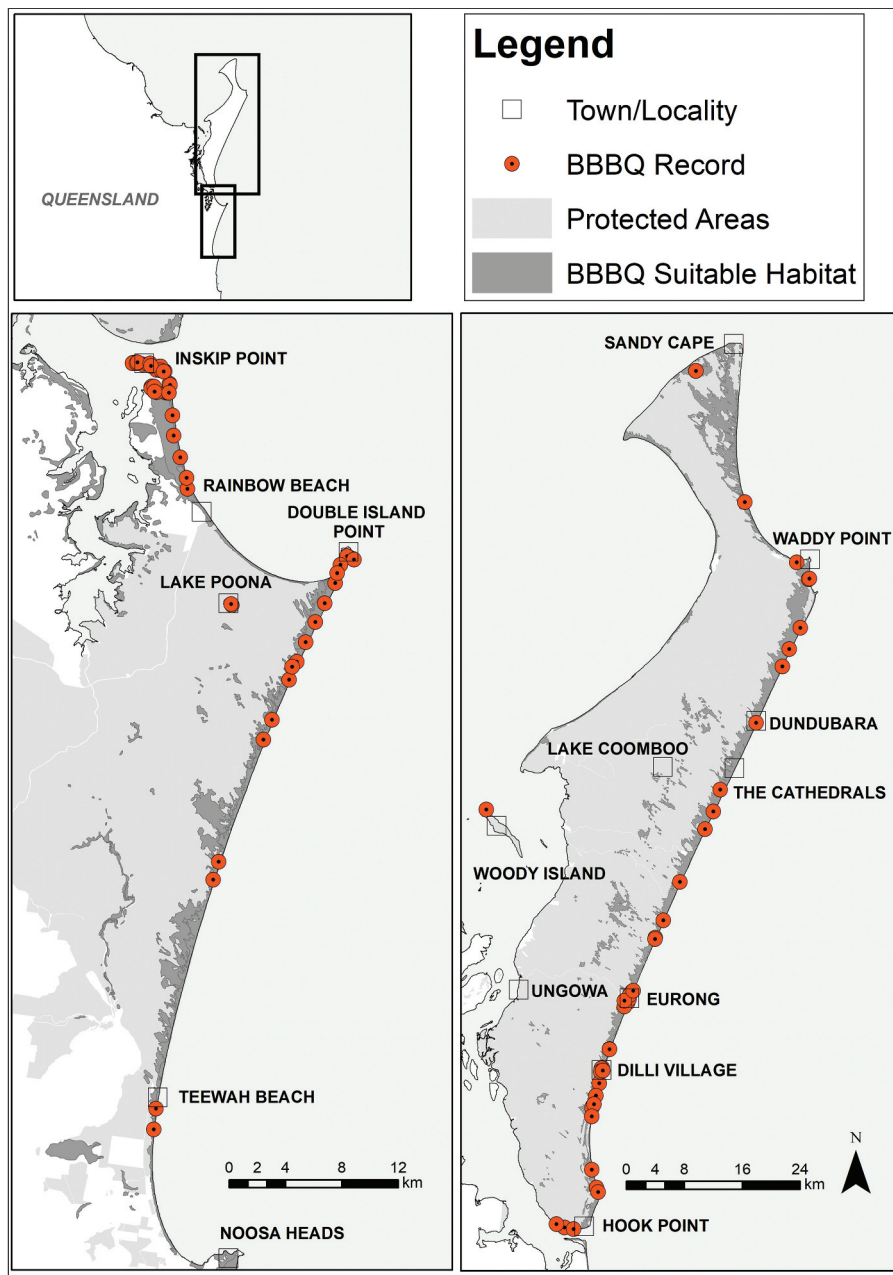 QUEENSLAND
Legend
Town/Locality
BBBQ Record
Protected Areas
BBBQ Suitable Habitat
INSKIP POINT
RAINBOW BEACH
DOUBLE ISLAND
POINT
LAKE POONA
TEEWAH BEACH
0 2 4 8 12
km
NOOSA HEADS
SANDY CAPE
WADDY POINT
DUNDUBARA
LAKE COOMBOO
THE CATHEDRALS
WOODY ISLAND
UNGOWA
EURONG
DILLI VILLAGE
N
0 4 8 16 24
km
HOOK POINT